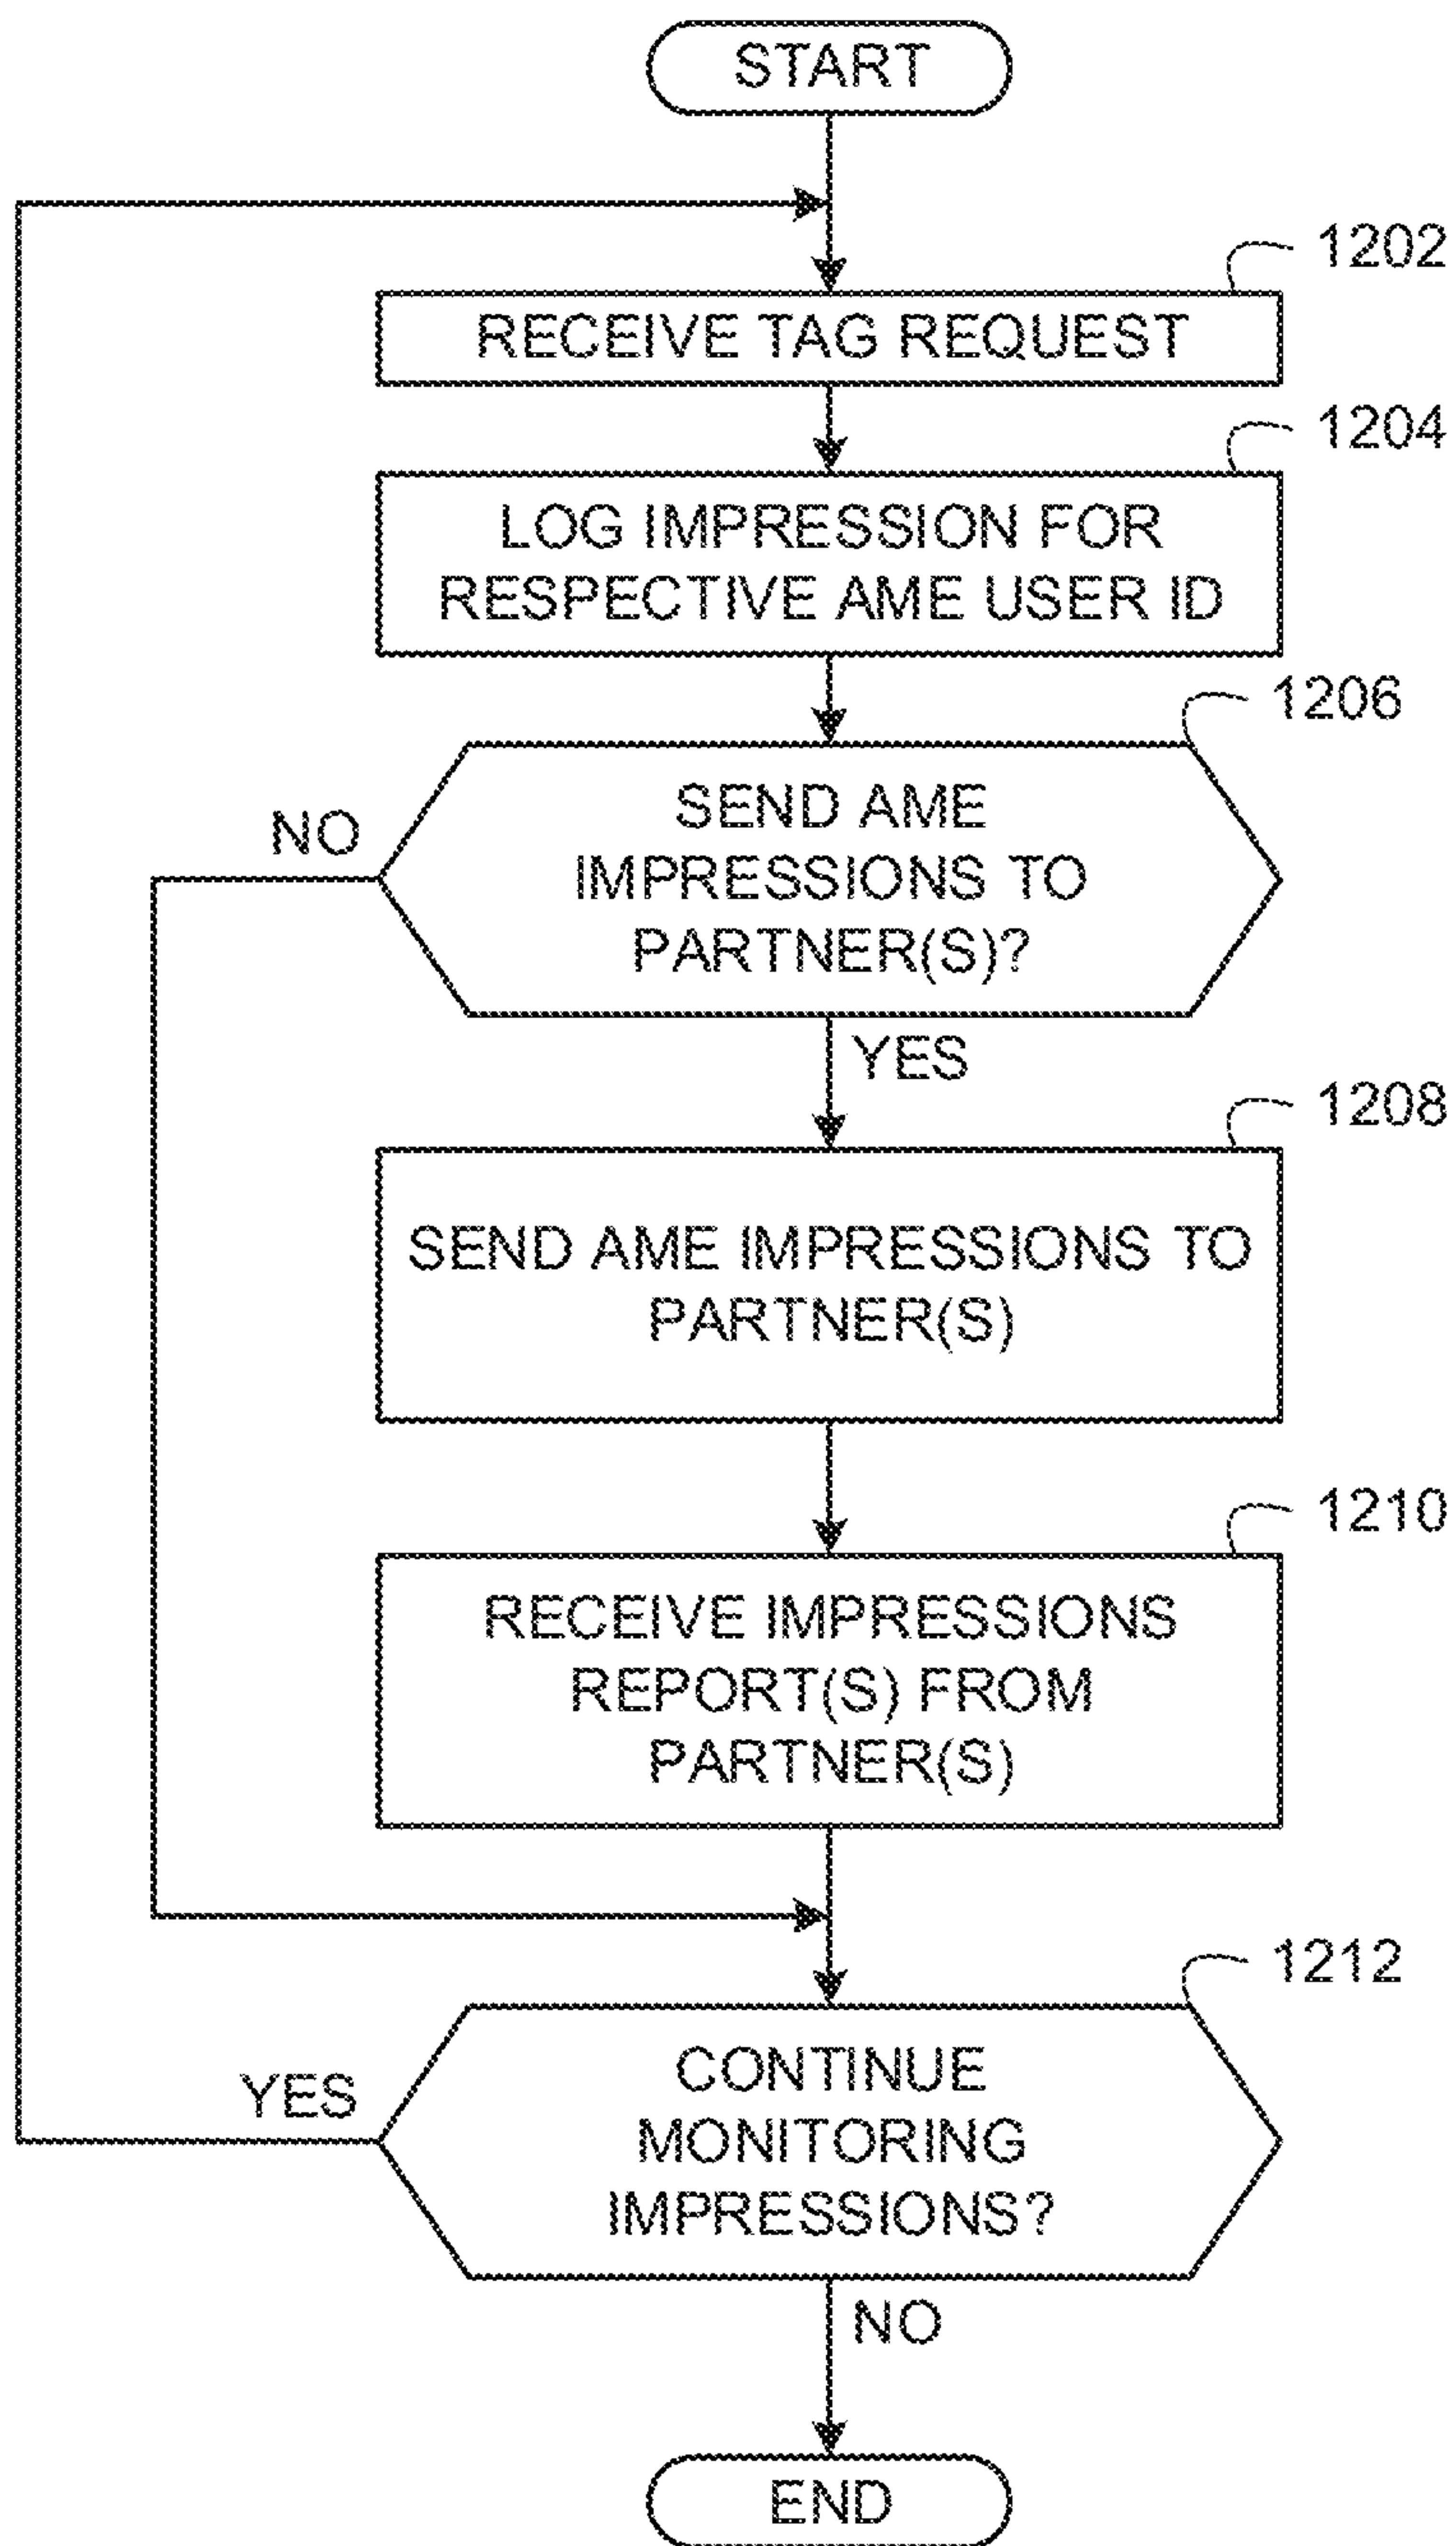 START
1202
RECEIVE TAG REQUEST
1204
LOG IMPRESSION FOR
RESPECTIVE AME USER ID
1206
SEND AME
IMPRESSIONS TO
PARTNER(S)?
NO
YES
1208
SEND AME IMPRESSIONS TO
PARTNER(S)
1210
RECEIVE IMPRESSIONS
REPORT(S) FROM
PARTNER(S)
1212
CONTINUE
MONITORING
IMPRESSIONS?
YES
NO
END